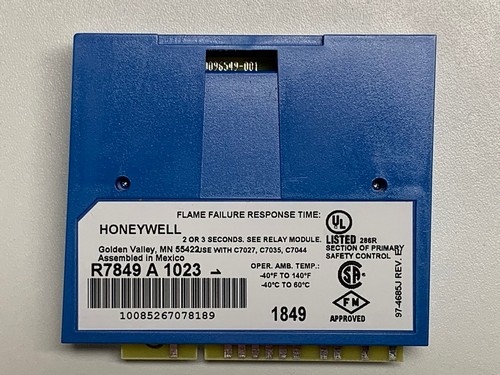 1096549-001
FLAME FAILURE RESPONSE TIME:
HONEYWELL
2 OR 3 SECONDS. SEE RELAY MODULE.
Golden Valley, MN 55422
USE WITH C7027, C7035, C7044
Assembled in Mexico
R7849 A 1023
OPER. AMB. TEMP.:
-40°F TO 140°F
-40°C TO 60°C
10085267078189
1849
UL
LISTED 286R
SECTION OF PRIMARY
SAFETY CONTROL
SA
FM
APPROVED
97-4685J REV. E